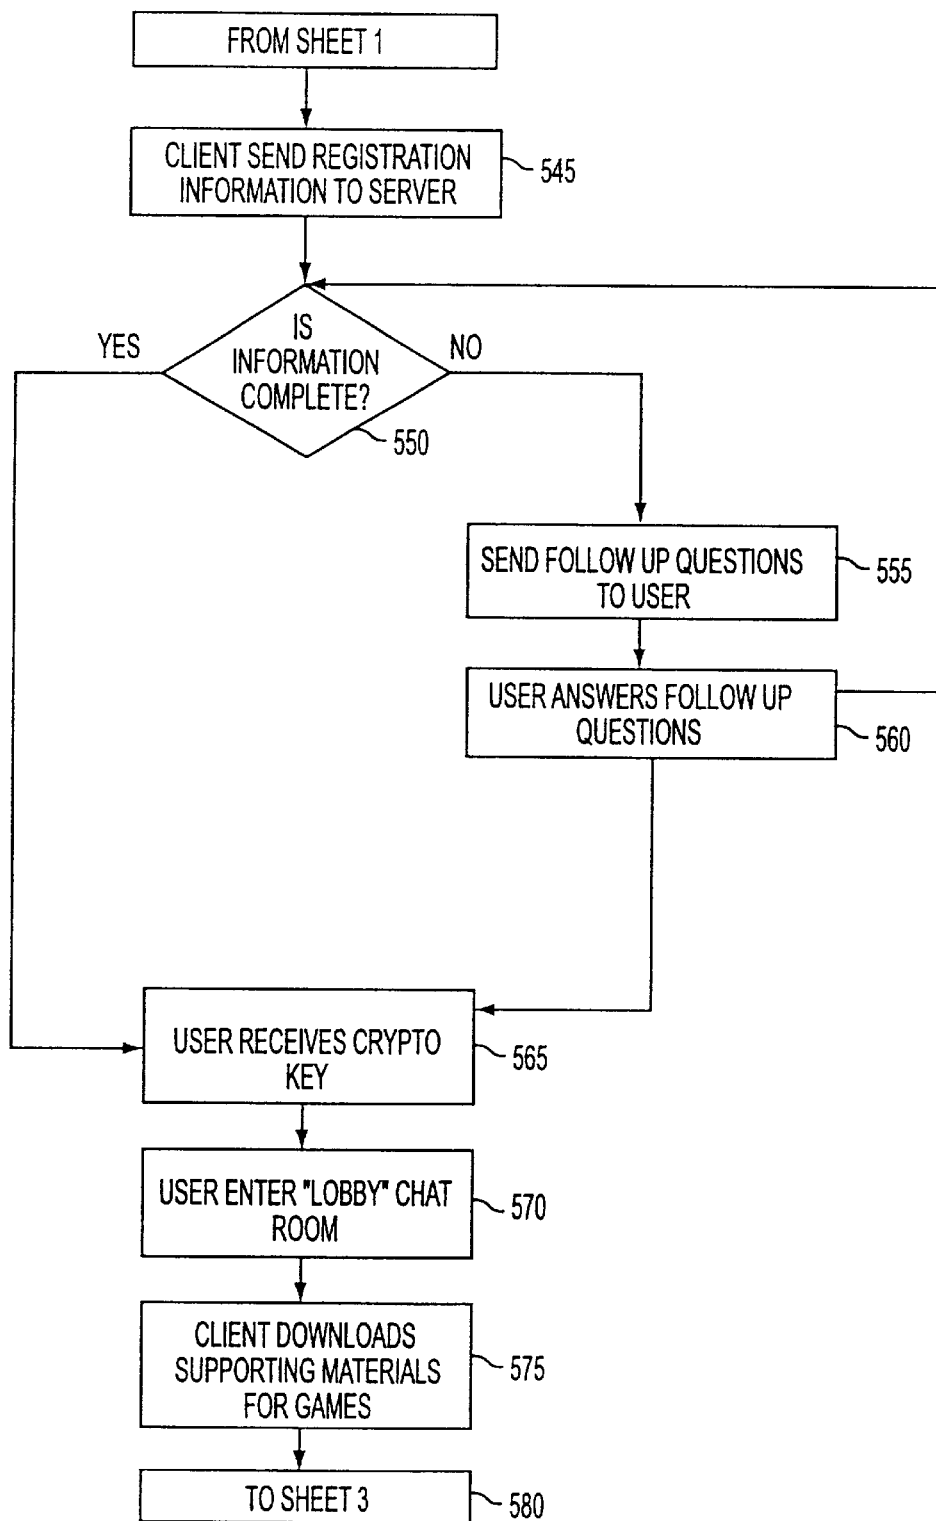 FROM SHEET 1
CLIENT SEND REGISTRATION
INFORMATION TO SERVER
545
IS
INFORMATION
COMPLETE?
YES
NO
550
SEND FOLLOW UP QUESTIONS
TO USER
555
USER ANSWERS FOLLOW UP
QUESTIONS
560
USER RECEIVES CRYPTO
KEY
565
USER ENTER "LOBBY" CHAT
ROOM
570
CLIENT DOWNLOADS
SUPPORTING MATERIALS
FOR GAMES
575
TO SHEET 3
580